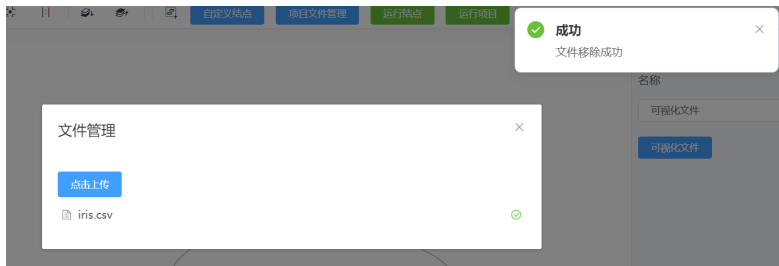 自定义结点
项目文件管理
运行结点
运行项目
成功
文件移除成功
名称
可视化文件
可视化文件
文件管理
点击上传
iris.csv